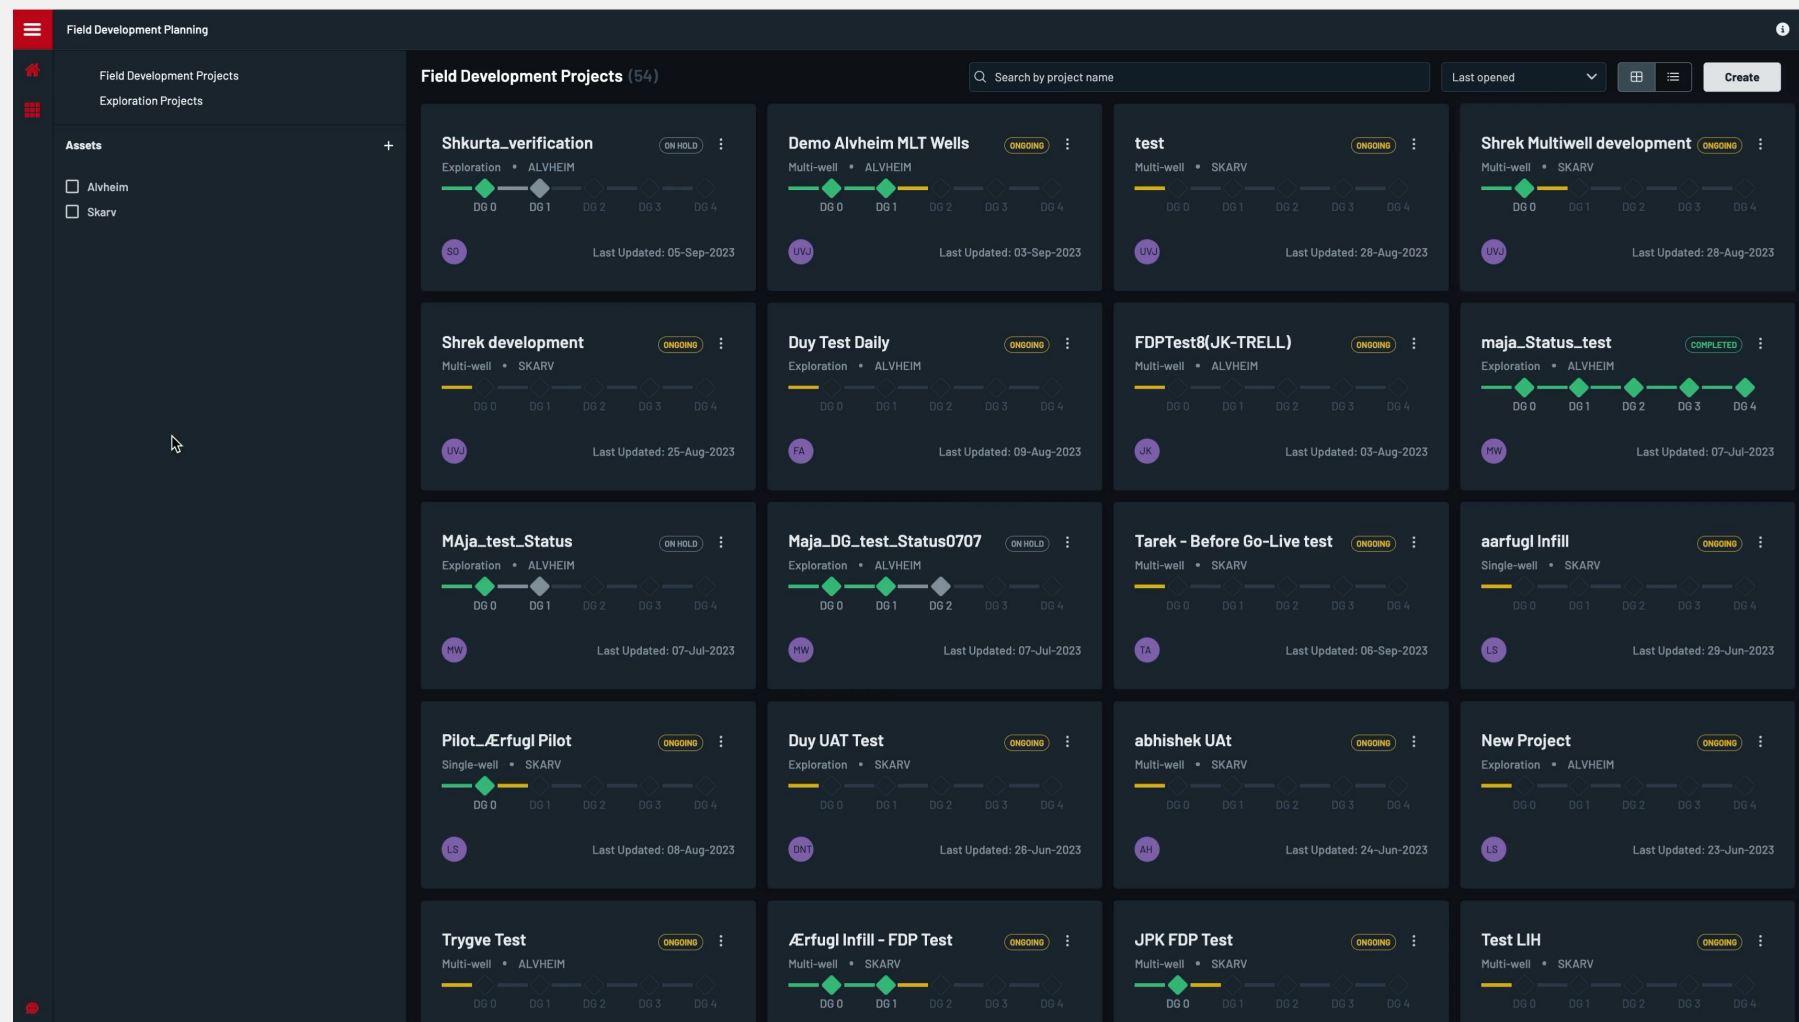 Field Development Planning
Field Development Projects
Exploration Projects
Assets
+
Alvheim
Skarv
Field Development Projects (54)
Search by project name
Last opened
Create
Shkurta_verification
ON HOLD
Exploration • ALVHEIM
DG 0 DG 1 DG 2 DG 3 DG 4
SO
Last Updated: 05-Sep-2023
Demo Alvheim MLT Wells
ONGOING
Multi-well • ALVHEIM
DG 0 DG 1 DG 2 DG 3 DG 4
UVJ
Last Updated: 03-Sep-2023
test
ONGOING
Multi-well • SKARV
DG 0 DG 1 DG 2 DG 3 DG 4
UVJ
Last Updated: 28-Aug-2023
Shrek Multiwell development
ONGOING
Multi-well • SKARV
DG 0 DG 1 DG 2 DG 3 DG 4
UVJ
Last Updated: 28-Aug-2023
Shrek development
ONGOING
Multi-well • SKARV
DG 0 DG 1 DG 2 DG 3 DG 4
UVJ
Last Updated: 25-Aug-2023
Duy Test Daily
ONGOING
Exploration • ALVHEIM
DG 0 DG 1 DG 2 DG 3 DG 4
FA
Last Updated: 09-Aug-2023
FDPTest8(JK-TRELL)
ONGOING
Multi-well • ALVHEIM
DG 0 DG 1 DG 2 DG 3 DG 4
JK
Last Updated: 03-Aug-2023
maja_Status_test
COMPLETED
Exploration • ALVHEIM
DG 0 DG 1 DG 2 DG 3 DG 4
MW
Last Updated: 07-Jul-2023
MAja_test_Status
ON HOLD
Exploration • ALVHEIM
DG 0 DG 1 DG 2 DG 3 DG 4
MW
Last Updated: 07-Jul-2023
Maja_DG_test_Status0707
ON HOLD
Exploration • ALVHEIM
DG 0 DG 1 DG 2 DG 3 DG 4
MW
Last Updated: 07-Jul-2023
Tarek - Before Go-Live test
ONGOING
Multi-well • SKARV
DG 0 DG 1 DG 2 DG 3 DG 4
TA
Last Updated: 06-Sep-2023
aarfugl Infill
ONGOING
Single-well • SKARV
DG 0 DG 1 DG 2 DG 3 DG 4
LS
Last Updated: 29-Jun-2023
Pilot_Ærfugl Pilot
ONGOING
Single-well • SKARV
DG 0 DG 1 DG 2 DG 3 DG 4
LS
Last Updated: 08-Aug-2023
Duy UAT Test
ONGOING
Exploration • SKARV
DG 0 DG 1 DG 2 DG 3 DG 4
DNT
Last Updated: 26-Jun-2023
abhishek UAt
ONGOING
Multi-well • SKARV
DG 0 DG 1 DG 2 DG 3 DG 4
AH
Last Updated: 24-Jun-2023
New Project
ONGOING
Exploration • ALVHEIM
DG 0 DG 1 DG 2 DG 3 DG 4
LS
Last Updated: 23-Jun-2023
Trygve Test
ONGOING
Multi-well • ALVHEIM
DG 0 DG 1 DG 2 DG 3 DG 4
Ærfugl Infill - FDP Test
ONGOING
Multi-well • SKARV
DG 0 DG 1 DG 2 DG 3 DG 4
JPK FDP Test
ONGOING
Multi-well • SKARV
DG 0 DG 1 DG 2 DG 3 DG 4
Test LIH
ONGOING
Multi-well • SKARV
DG 0 DG 1 DG 2 DG 3 DG 4